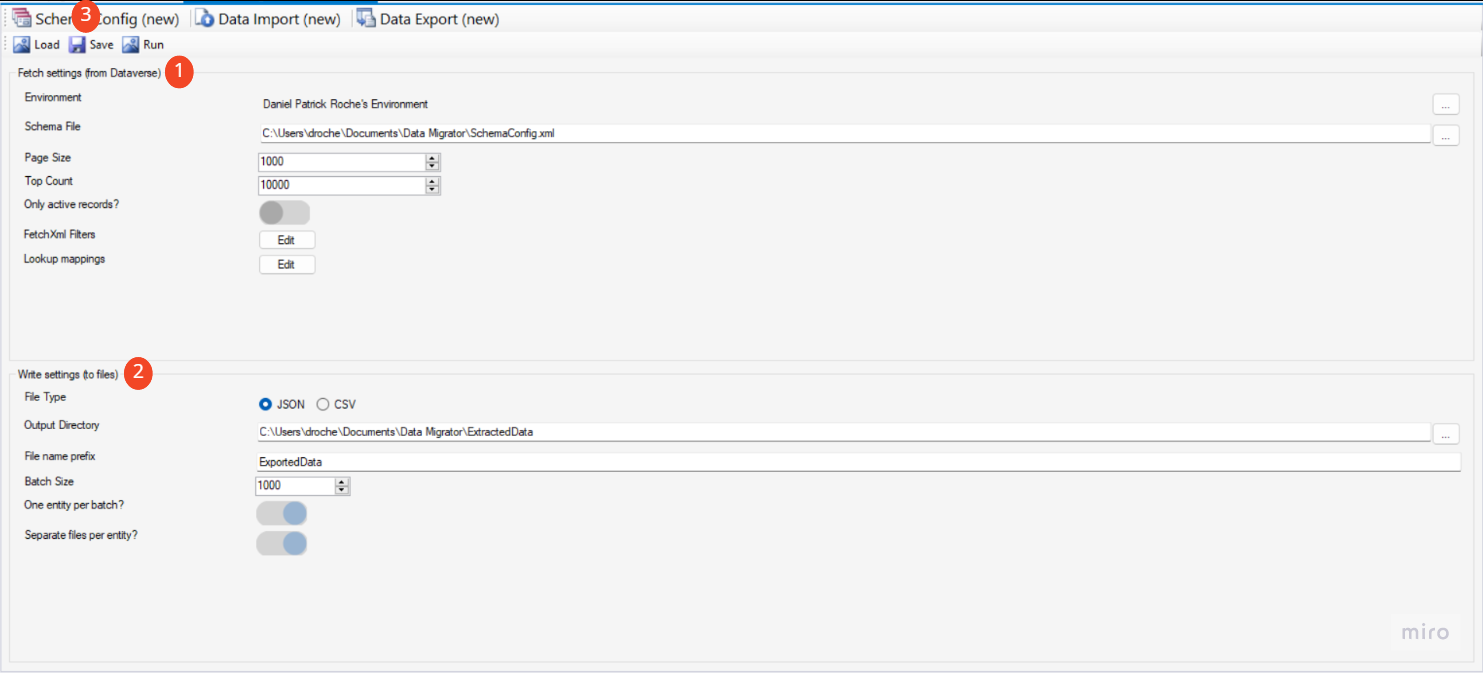 Schema Config (new) Data Import (new) Data Export (new)
3
Load Save Run
Fetch settings (from Dataverse) 1
Environment Daniel Patrick Roche's Environment ...
Schema File C:\Users\droche\Documents\Data Migrator\SchemaConfig.xml ...
Page Size 1000
Top Count 10000
Only active records?
FetchXml Filters Edit
Lookup mappings Edit
Write settings (to files) 2
File Type JSON CSV
Output Directory C:\Users\droche\Documents\Data Migrator\ExtractedData ...
File name prefix ExportedData
Batch Size 1000
One entity per batch?
Separate files per entity?
miro